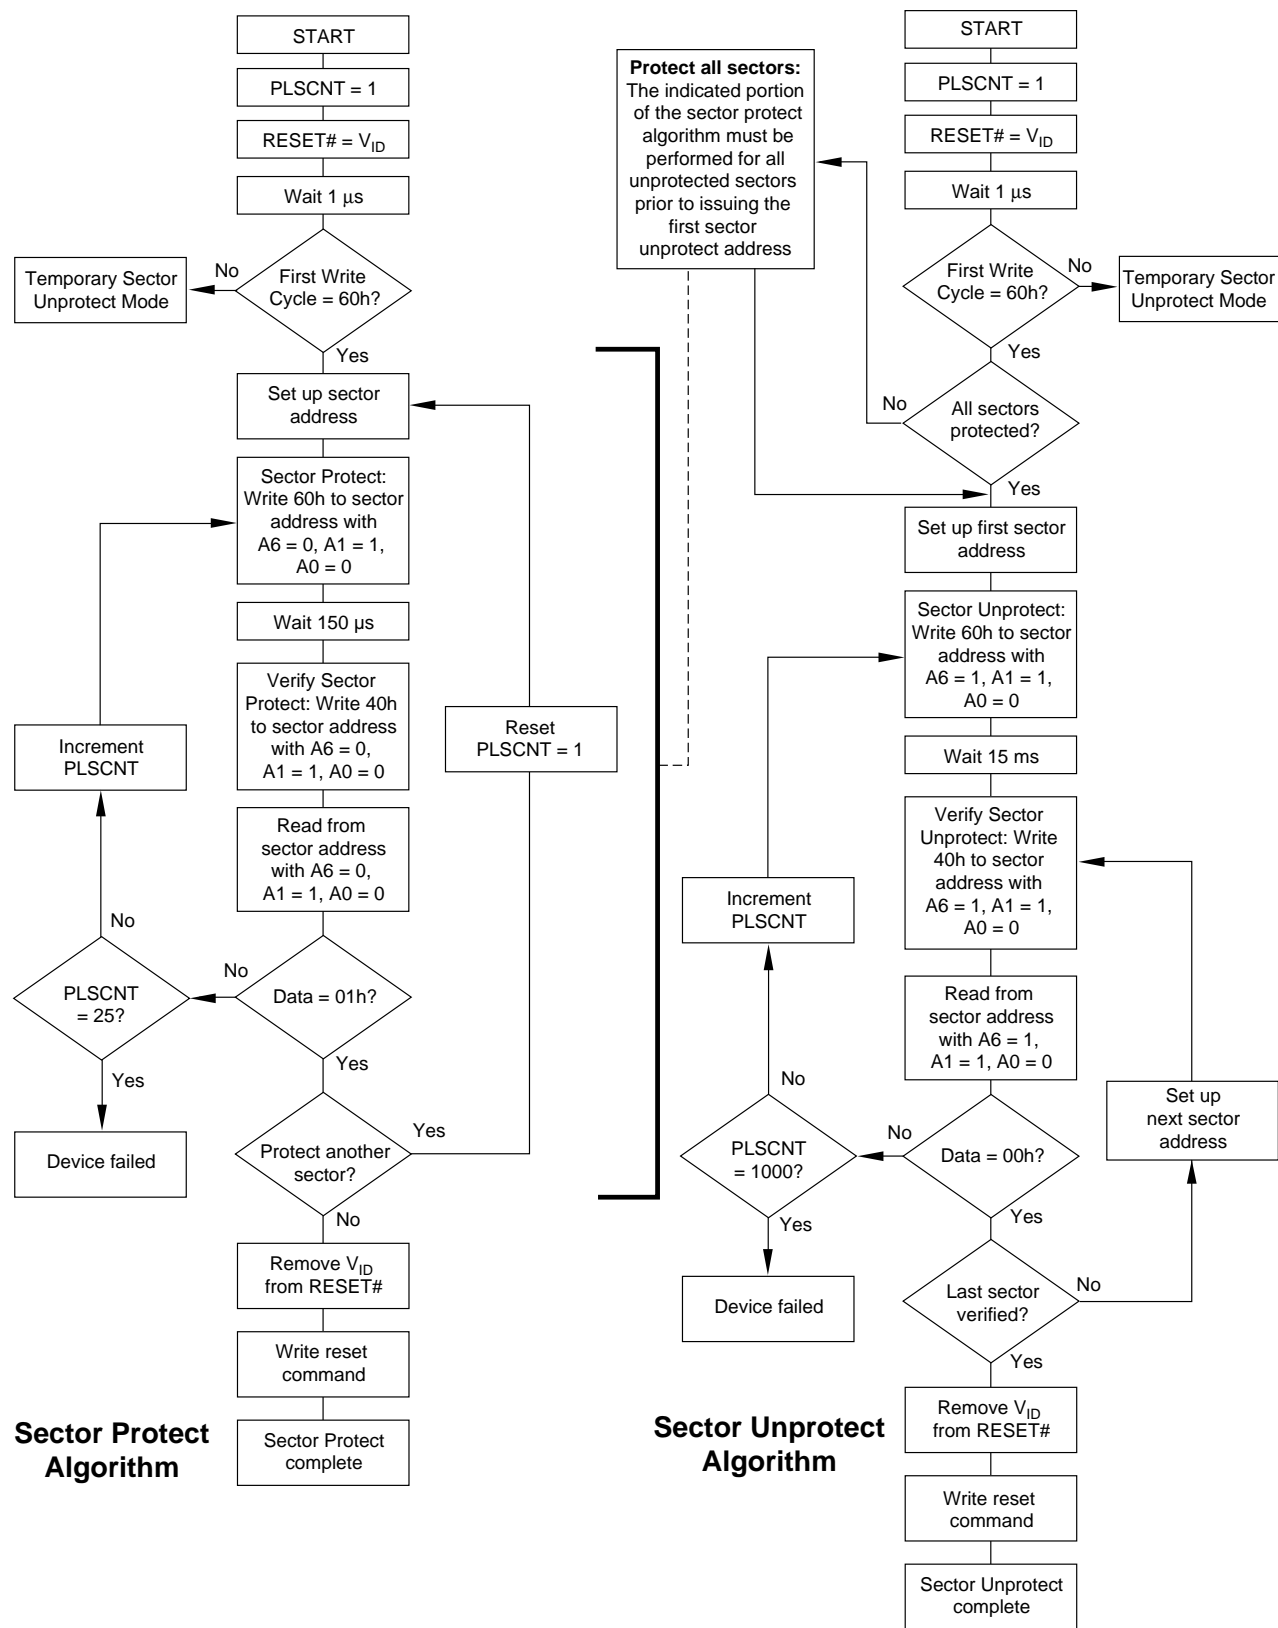 START
PLSCNT = 1
RESET# = VID
Wait 1 μs
First Write
Cycle = 60h?
No
Temporary Sector
Unprotect Mode
Yes
Set up sector
address
Sector Protect:
Write 60h to sector
address with
A6 = 0, A1 = 1,
A0 = 0
Wait 150 µs
Verify Sector
Protect: Write 40h
to sector address
with A6 = 0,
A1 = 1, A0 = 0
Reset
PLSCNT = 1
Increment
PLSCNT
Read from
sector address
with A6 = 0,
A1 = 1, A0 = 0
No
No
PLSCNT
= 25?
Data = 01h?
Yes
Yes
Device failed
Protect another
sector?
Yes
No
Remove VID
from RESET#
Write reset
command
Sector Protect
complete
Sector Protect
Algorithm
Protect all sectors:
The indicated portion
of the sector protect
algorithm must be
performed for all
unprotected sectors
prior to issuing the
first sector
unprotect address
START
PLSCNT = 1
RESET# = VID
Wait 1 μs
First Write
Cycle = 60h?
No
Temporary Sector
Unprotect Mode
Yes
No
All sectors
protected?
Yes
Set up first sector
address
Sector Unprotect:
Write 60h to sector
address with
A6 = 1, A1 = 1,
A0 = 0
Wait 15 ms
Verify Sector
Unprotect: Write
40h to sector
address with
A6 = 1, A1 = 1,
A0 = 0
Increment
PLSCNT
Read from
sector address
with A6 = 1,
A1 = 1, A0 = 0
No
Set up
next sector
address
No
PLSCNT
= 1000?
Data = 00h?
Yes
Yes
Device failed
Last sector
verified?
No
Yes
Remove VID
from RESET#
Write reset
command
Sector Unprotect
complete
Sector Unprotect
Algorithm